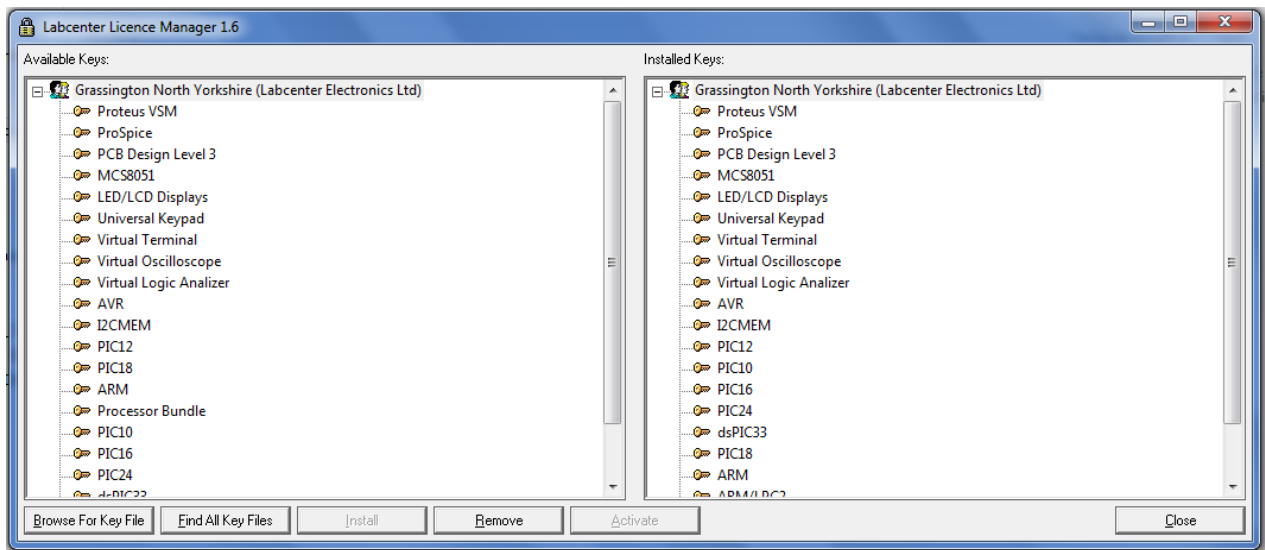 Labcenter Licence Manager 1.6
Available Keys:
Grassington North Yorkshire (Labcenter Electronics Ltd)
Proteus VSM
ProSpice
PCB Design Level 3
MCS8051
LED/LCD Displays
Universal Keypad
Virtual Terminal
Virtual Oscilloscope
Virtual Logic Analizer
AVR
I2CMEM
PIC12
PIC18
ARM
Processor Bundle
PIC10
PIC16
PIC24
dsPIC33
Installed Keys:
Grassington North Yorkshire (Labcenter Electronics Ltd)
Proteus VSM
ProSpice
PCB Design Level 3
MCS8051
LED/LCD Displays
Universal Keypad
Virtual Terminal
Virtual Oscilloscope
Virtual Logic Analizer
AVR
I2CMEM
PIC12
PIC10
PIC16
PIC24
dsPIC33
PIC18
ARM
ARM/LPC2
Browse For Key File
Find All Key Files
Install
Remove
Activate
Close